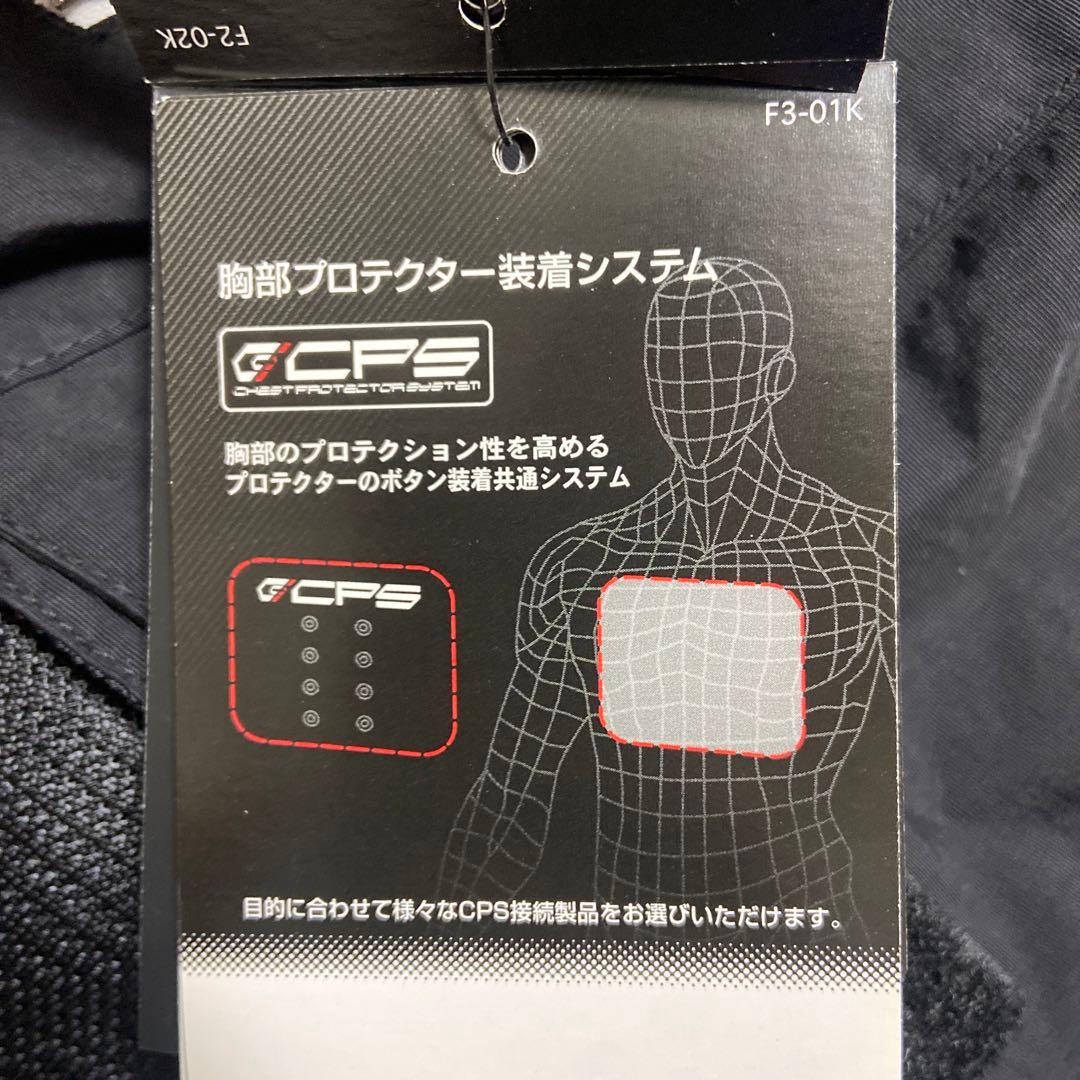 F2-02K
F3-01K
胸部プロテクター装着システム
CPS
CHEST PROTECTOR SYSTEM
胸部のプロテクション性を高める
プロテクターのボタン装着共通システム
CPS
目的に合わせて様々なCPS接続製品をお選びいただけます。